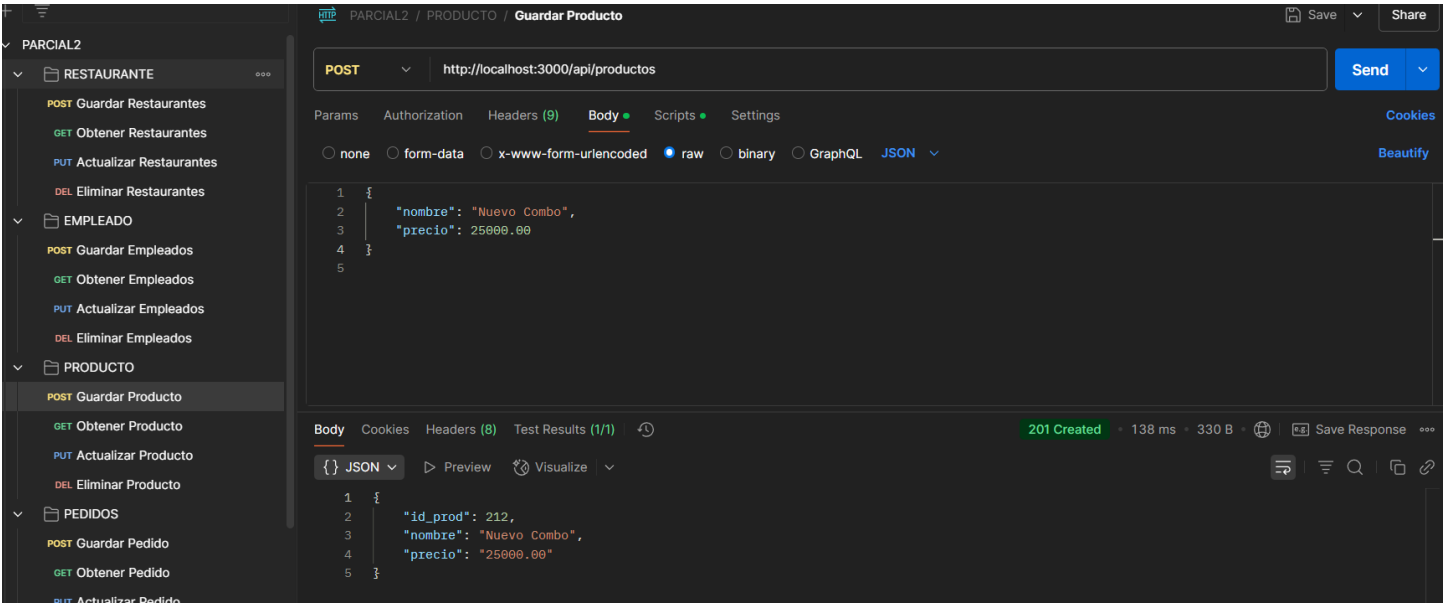 HTTP PARCIAL2 / PRODUCTO / Guardar Producto Save Share
PARCIAL2
RESTAURANTE
POST Guardar Restaurantes
GET Obtener Restaurantes
PUT Actualizar Restaurantes
DEL Eliminar Restaurantes
EMPLEADO
POST Guardar Empleados
GET Obtener Empleados
PUT Actualizar Empleados
DEL Eliminar Empleados
PRODUCTO
POST Guardar Producto
GET Obtener Producto
PUT Actualizar Producto
DEL Eliminar Producto
PEDIDOS
POST Guardar Pedido
GET Obtener Pedido
PUT Actualizar Pedido
POST http://localhost:3000/api/productos Send
Params Authorization Headers (9) Body Scripts Settings Cookies
none form-data x-www-form-urlencoded raw binary GraphQL JSON Beautify
1 {
2 "nombre": "Nuevo Combo",
3 "precio": 25000.00
4 }
5
Body Cookies Headers (8) Test Results (1/1) 201 Created • 138 ms • 330 B • e.g. Save Response
{} JSON Preview Visualize
1 {
2 "id_prod": 212,
3 "nombre": "Nuevo Combo",
4 "precio": "25000.00"
5 }